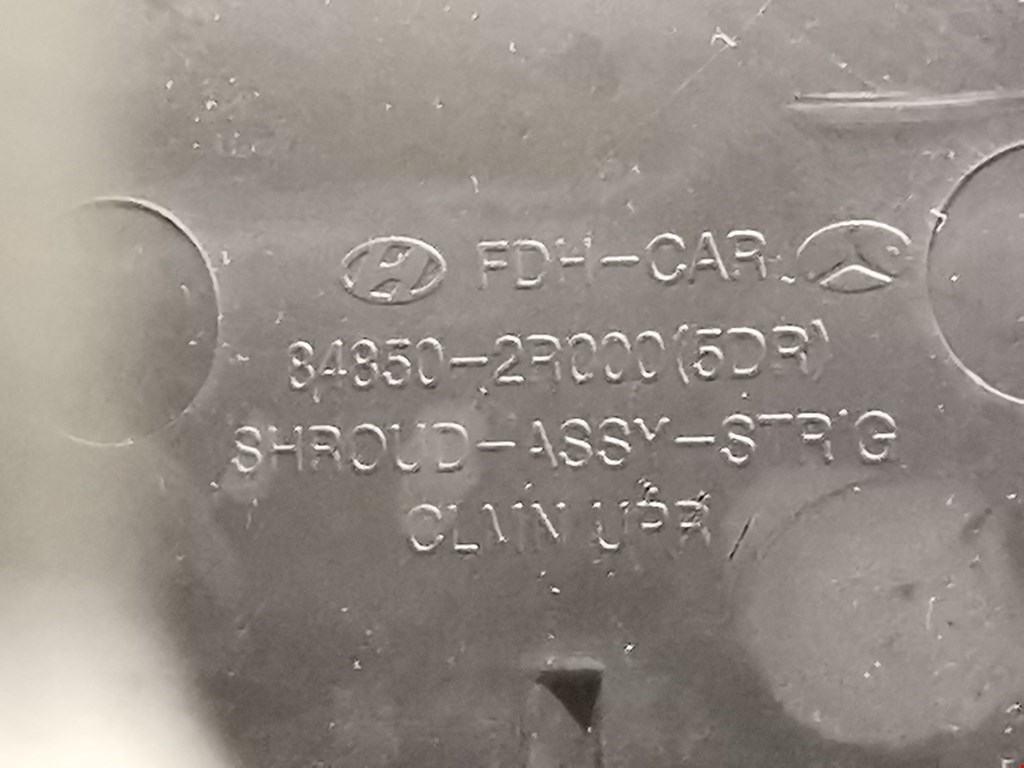 FDH-CAR
84850-2R000(5DR)
SHROUD-ASSY-STR'G
CLMN UPR